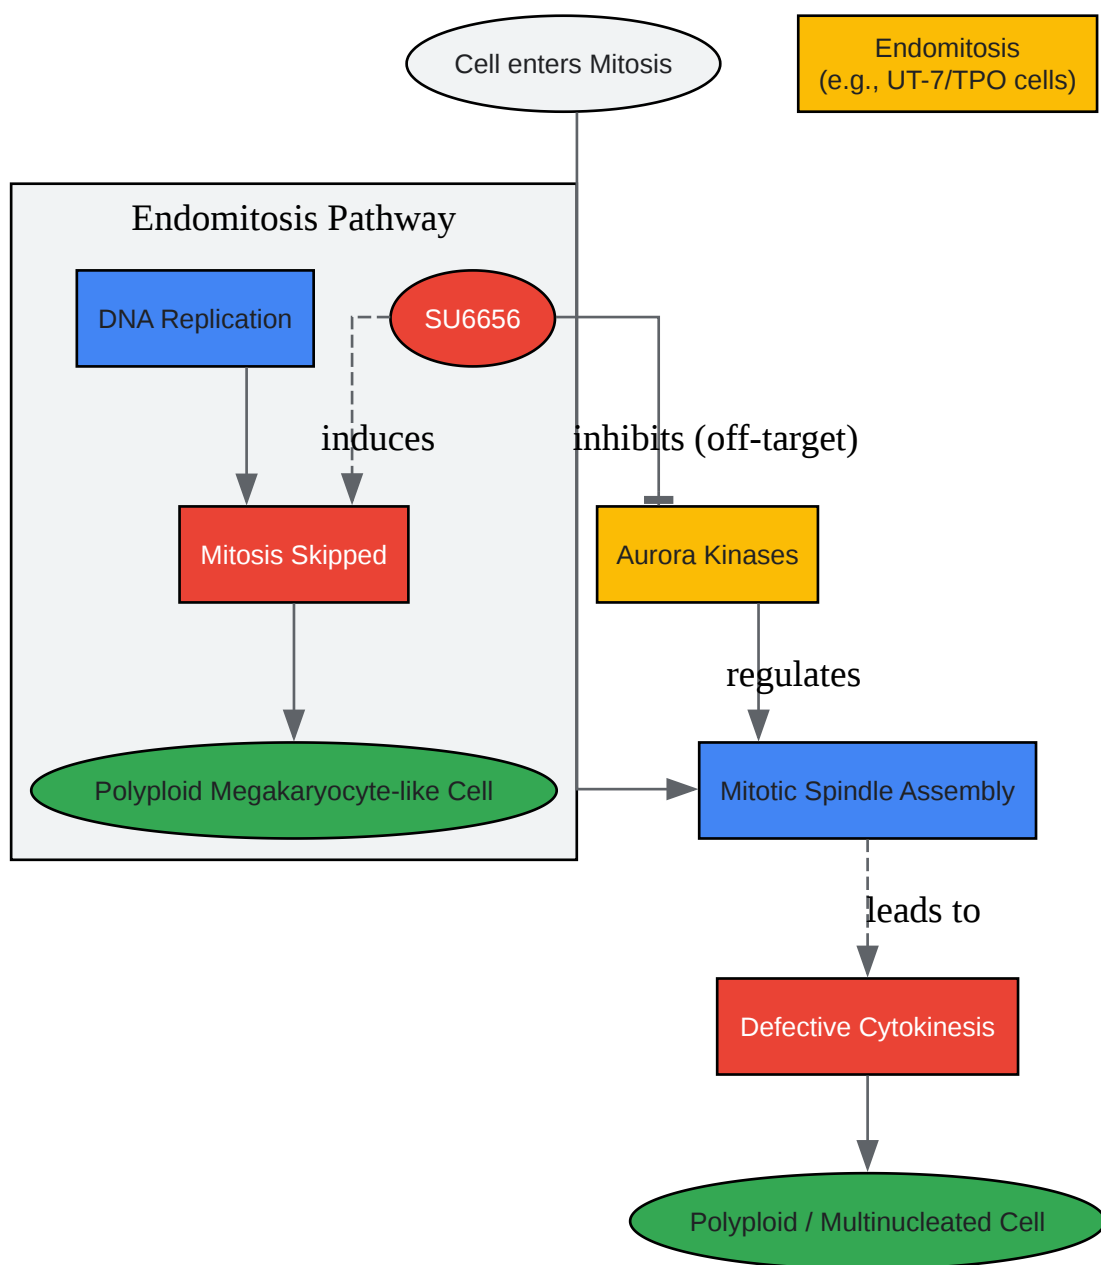 Cell enters Mitosis
Endomitosis
(e.g., UT-7/TPO cells)
Endomitosis Pathway
DNA Replication
SU6656
induces
inhibits (off-target)
Mitosis Skipped
Aurora Kinases
regulates
Polyploid Megakaryocyte-like Cell
Mitotic Spindle Assembly
leads to
Defective Cytokinesis
Polyploid / Multinucleated Cell